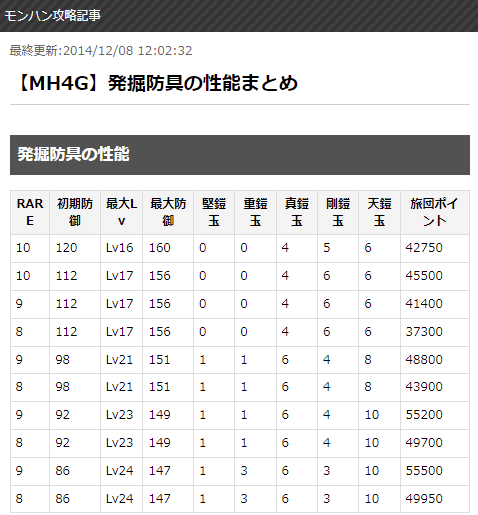 モンハン攻略記事
最終更新:2014/12/08 12:02:32
【MH4G】発掘防具の性能まとめ
発掘防具の性能
RARE 初期防御 最大Lv 最大防御 堅鎧玉 重鎧玉 真鎧玉 剛鎧玉 天鎧玉 旅団ポイント
10 120 Lv16 160 0 0 4 5 6 42750
10 112 Lv17 156 0 0 4 6 6 45500
9 112 Lv17 156 0 0 4 6 6 41400
8 112 Lv17 156 0 0 4 6 6 37300
9 98 Lv21 151 1 1 6 4 8 48800
8 98 Lv21 151 1 1 6 4 8 43900
9 92 Lv23 149 1 1 6 4 10 55200
8 92 Lv23 149 1 1 6 4 10 49700
9 86 Lv24 147 1 3 6 3 10 55500
8 86 Lv24 147 1 3 6 3 10 49950